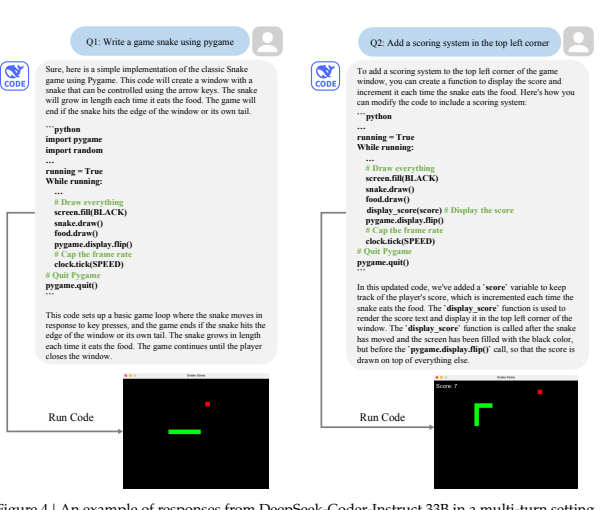 Q1: Write a game snake using pygame
CODE
Sure, here is a simple implementation of the classic Snake
game using Pygame. This code will create a window with a
snake that can be controlled using the arrow keys. The snake
will grow in length each time it eats the food. The game will
end if the snake hits the edge of the window or its own tail.
```python
import pygame
import random
...
running = True
While running:
...
# Draw everything
screen.fill(BLACK)
snake.draw()
food.draw()
pygame.display.flip()
# Cap the frame rate
clock.tick(SPEED)
# Quit Pygame
pygame.quit()
```
This code sets up a basic game loop where the snake moves in
response to key presses, and the game ends if the snake hits the
edge of the window or its own tail. The snake grows in length
each time it eats the food. The game continues until the player
closes the window.
Run Code
Snake Game
Q2: Add a scoring system in the top left corner
CODE
To add a scoring system to the top left corner of the game
window, you can create a function to display the score and
increment it each time the snake eats the food. Here's how you
can modify the code to include a scoring system:
```python
...
running = True
While running:
...
# Draw everything
screen.fill(BLACK)
snake.draw()
food.draw()
display_score(score) # Display the score
pygame.display.flip()
# Cap the frame rate
clock.tick(SPEED)
# Quit Pygame
pygame.quit()
```
In this updated code, we've added a `score` variable to keep
track of the player's score, which is incremented each time the
snake eats the food. The `display_score` function is used to
render the score text and display it in the top left corner of the
window. The `display_score` function is called after the snake
has moved and the screen has been filled with the black color,
but before the `pygame.display.flip()` call, so that the score is
drawn on top of everything else.
Run Code
Snake Game
Score: 7
Figure 4 | An example of responses from DeepSeek-Coder-Instruct 33B in a multi-turn setting